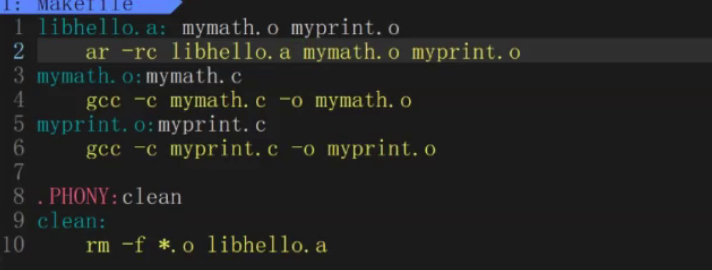 1: Makefile
1 libhello.a: mymath.o myprint.o
2 ar -rc libhello.a mymath.o myprint.o
3 mymath.o:mymath.c
4 gcc -c mymath.c -o mymath.o
5 myprint.o:myprint.c
6 gcc -c myprint.c -o myprint.o
7
8 .PHONY:clean
9 clean:
10 rm -f *.o libhello.a